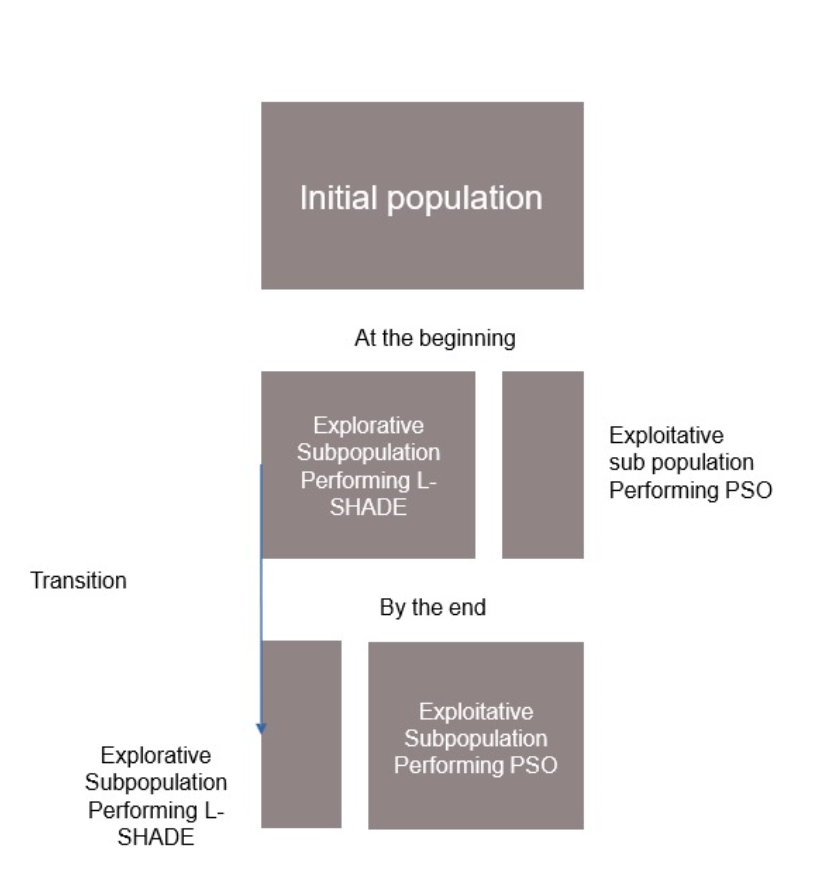 Initial population
At the beginning
Explorative
Subpopulation
Performing L-
SHADE
Exploitative
sub population
Performing PSO
Transition
By the end
Explorative
Subpopulation
Performing L-
SHADE
Exploitative
Subpopulation
Performing PSO